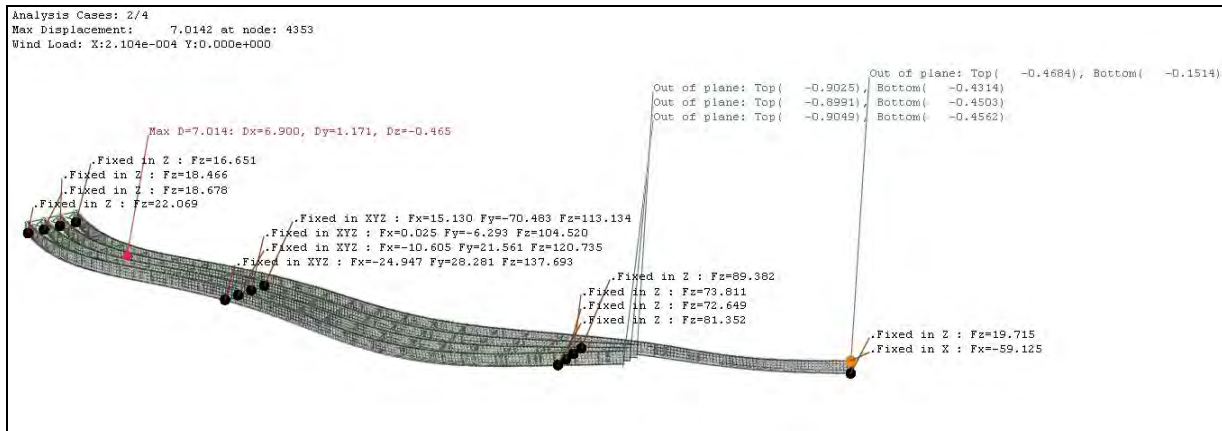 Analysis Cases: 2/4
Max Displacement: 7.0142 at node: 4353
Wind Load: X:2.104e-004 Y:0.000e+000
Out of plane: Top( -0.4684), Bottom( -0.1514)
Out of plane: Top( -0.9025), Bottom( -0.4314)
Out of plane: Top( -0.8991), Bottom( -0.4503)
Out of plane: Top( -0.9049), Bottom( -0.4562)
Max D=7.014: Dx=6.900, Dy=1.171, Dz=-0.465
.Fixed in Z : Fz=16.651
.Fixed in Z : Fz=18.466
.Fixed in Z : Fz=18.678
.Fixed in Z : Fz=22.069
.Fixed in XYZ : Fx=15.130 Fy=-70.483 Fz=113.134
.Fixed in XYZ : Fx=0.025 Fy=-6.293 Fz=104.520
.Fixed in XYZ : Fx=-10.605 Fy=21.561 Fz=120.735
.Fixed in XYZ : Fx=-24.947 Fy=28.281 Fz=137.693
.Fixed in Z : Fz=89.382
.Fixed in Z : Fz=73.811
.Fixed in Z : Fz=72.649
.Fixed in Z : Fz=81.352
.Fixed in Z : Fz=19.715
.Fixed in X : Fx=-59.125